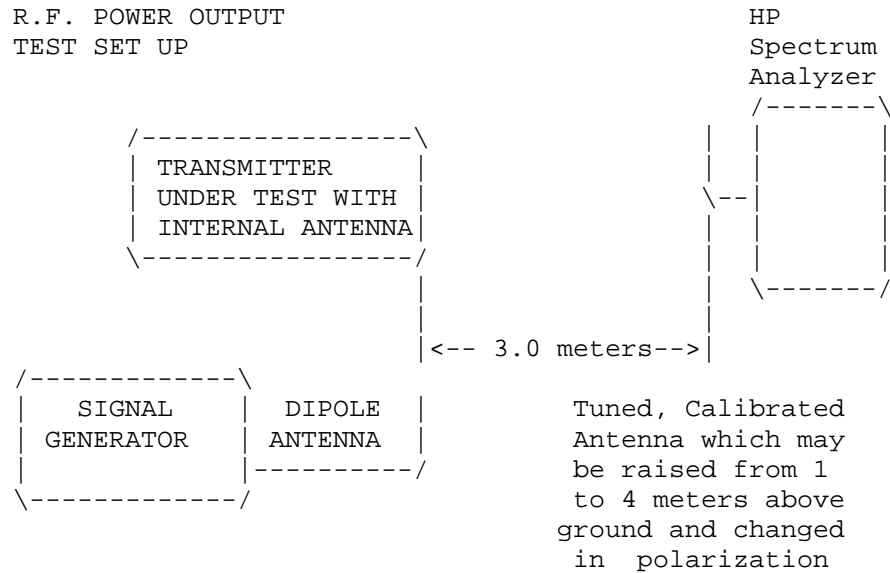 R.F. POWER OUTPUT
TEST SET UP
HP
Spectrum
Analyzer
TRANSMITTER
UNDER TEST WITH
INTERNAL ANTENNA
<-- 3.0 meters-->
SIGNAL
GENERATOR
DIPOLE
ANTENNA
Tuned, Calibrated
Antenna which may
be raised from 1
to 4 meters above
ground and changed
in polarization